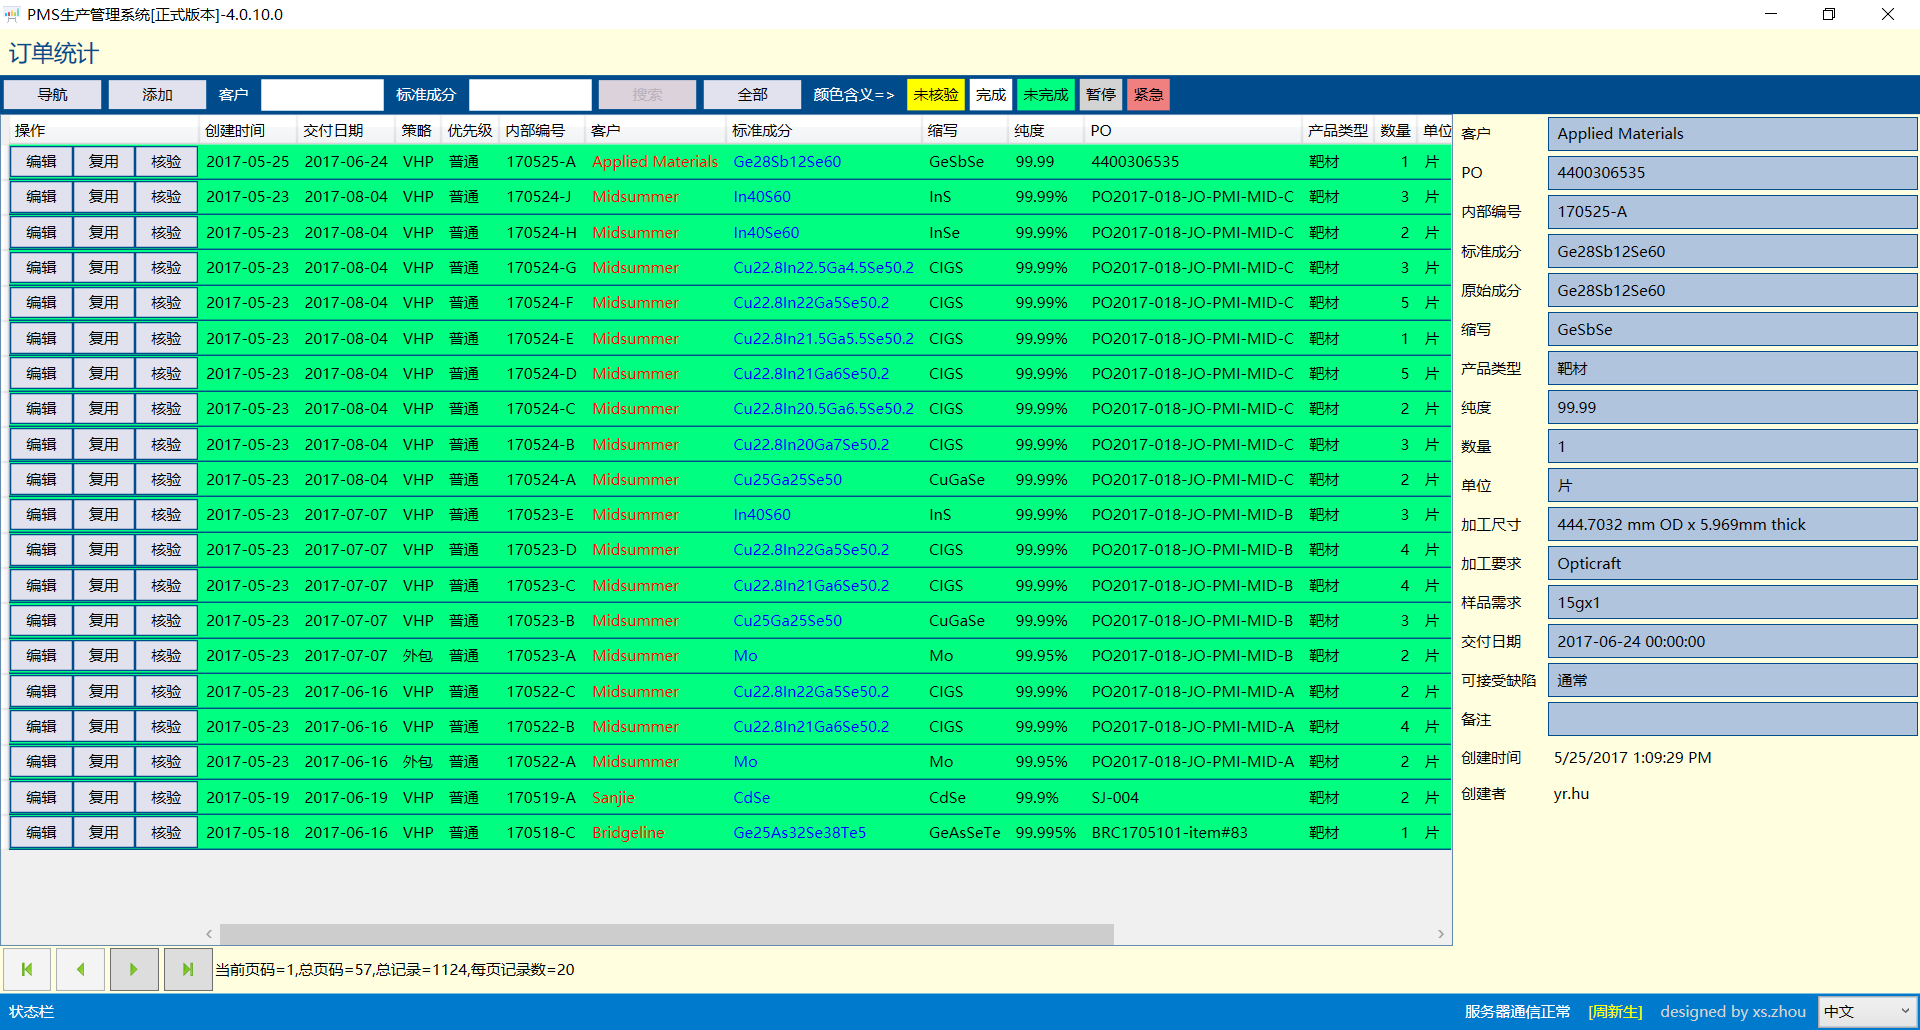 PMS生产管理系统[正式版本]-4.0.10.0
订单统计
导航 添加 客户 标准成分 搜索 全部 颜色含义=> 未核验 完成 未完成 暂停 紧急
操作 创建时间 交付日期 策略 优先级 内部编号 客户 标准成分 缩写 纯度 PO 产品类型 数量 单位
编辑 复用 核验 2017-05-25 2017-06-24 VHP 普通 170525-A Applied Materials Ge28Sb12Se60 GeSbSe 99.99 4400306535 靶材 1 片
编辑 复用 核验 2017-05-23 2017-08-04 VHP 普通 170524-J Midsummer In40S60 InS 99.99% PO2017-018-JO-PMI-MID-C 靶材 3 片
编辑 复用 核验 2017-05-23 2017-08-04 VHP 普通 170524-H Midsummer In40Se60 InSe 99.99% PO2017-018-JO-PMI-MID-C 靶材 2 片
编辑 复用 核验 2017-05-23 2017-08-04 VHP 普通 170524-G Midsummer Cu22.8In22.5Ga4.5Se50.2 CIGS 99.99% PO2017-018-JO-PMI-MID-C 靶材 3 片
编辑 复用 核验 2017-05-23 2017-08-04 VHP 普通 170524-F Midsummer Cu22.8In22Ga5Se50.2 CIGS 99.99% PO2017-018-JO-PMI-MID-C 靶材 5 片
编辑 复用 核验 2017-05-23 2017-08-04 VHP 普通 170524-E Midsummer Cu22.8In21.5Ga5.5Se50.2 CIGS 99.99% PO2017-018-JO-PMI-MID-C 靶材 1 片
编辑 复用 核验 2017-05-23 2017-08-04 VHP 普通 170524-D Midsummer Cu22.8In21Ga6Se50.2 CIGS 99.99% PO2017-018-JO-PMI-MID-C 靶材 5 片
编辑 复用 核验 2017-05-23 2017-08-04 VHP 普通 170524-C Midsummer Cu22.8In20.5Ga6.5Se50.2 CIGS 99.99% PO2017-018-JO-PMI-MID-C 靶材 2 片
编辑 复用 核验 2017-05-23 2017-08-04 VHP 普通 170524-B Midsummer Cu22.8In20Ga7Se50.2 CIGS 99.99% PO2017-018-JO-PMI-MID-C 靶材 3 片
编辑 复用 核验 2017-05-23 2017-08-04 VHP 普通 170524-A Midsummer Cu25Ga25Se50 CuGaSe 99.99% PO2017-018-JO-PMI-MID-C 靶材 2 片
编辑 复用 核验 2017-05-23 2017-07-07 VHP 普通 170523-E Midsummer In40S60 InS 99.99% PO2017-018-JO-PMI-MID-B 靶材 3 片
编辑 复用 核验 2017-05-23 2017-07-07 VHP 普通 170523-D Midsummer Cu22.8In22Ga5Se50.2 CIGS 99.99% PO2017-018-JO-PMI-MID-B 靶材 4 片
编辑 复用 核验 2017-05-23 2017-07-07 VHP 普通 170523-C Midsummer Cu22.8In21Ga6Se50.2 CIGS 99.99% PO2017-018-JO-PMI-MID-B 靶材 4 片
编辑 复用 核验 2017-05-23 2017-07-07 VHP 普通 170523-B Midsummer Cu25Ga25Se50 CuGaSe 99.99% PO2017-018-JO-PMI-MID-B 靶材 3 片
编辑 复用 核验 2017-05-23 2017-07-07 外包 普通 170523-A Midsummer Mo Mo 99.95% PO2017-018-JO-PMI-MID-B 靶材 2 片
编辑 复用 核验 2017-05-23 2017-06-16 VHP 普通 170522-C Midsummer Cu22.8In22Ga5Se50.2 CIGS 99.99% PO2017-018-JO-PMI-MID-A 靶材 2 片
编辑 复用 核验 2017-05-23 2017-06-16 VHP 普通 170522-B Midsummer Cu22.8In21Ga6Se50.2 CIGS 99.99% PO2017-018-JO-PMI-MID-A 靶材 4 片
编辑 复用 核验 2017-05-23 2017-06-16 外包 普通 170522-A Midsummer Mo Mo 99.95% PO2017-018-JO-PMI-MID-A 靶材 2 片
编辑 复用 核验 2017-05-19 2017-06-19 VHP 普通 170519-A Sanjie CdSe CdSe 99.9% SJ-004 靶材 2 片
编辑 复用 核验 2017-05-18 2017-06-16 VHP 普通 170518-C Bridgeline Ge25As32Se38Te5 GeAsSeTe 99.995% BRC1705101-item#83 靶材 1 片
客户 Applied Materials
PO 4400306535
内部编号 170525-A
标准成分 Ge28Sb12Se60
原始成分 Ge28Sb12Se60
缩写 GeSbSe
产品类型 靶材
纯度 99.99
数量 1
单位 片
加工尺寸 444.7032 mm OD x 5.969mm thick
加工要求 Opticraft
样品需求 15gx1
交付日期 2017-06-24 00:00:00
可接受缺陷 通常
备注
创建时间 5/25/2017 1:09:29 PM
创建者 yr.hu
当前页码=1,总页码=57,总记录=1124,每页记录数=20
状态栏 服务器通信正常 [周新生] designed by xs.zhou 中文